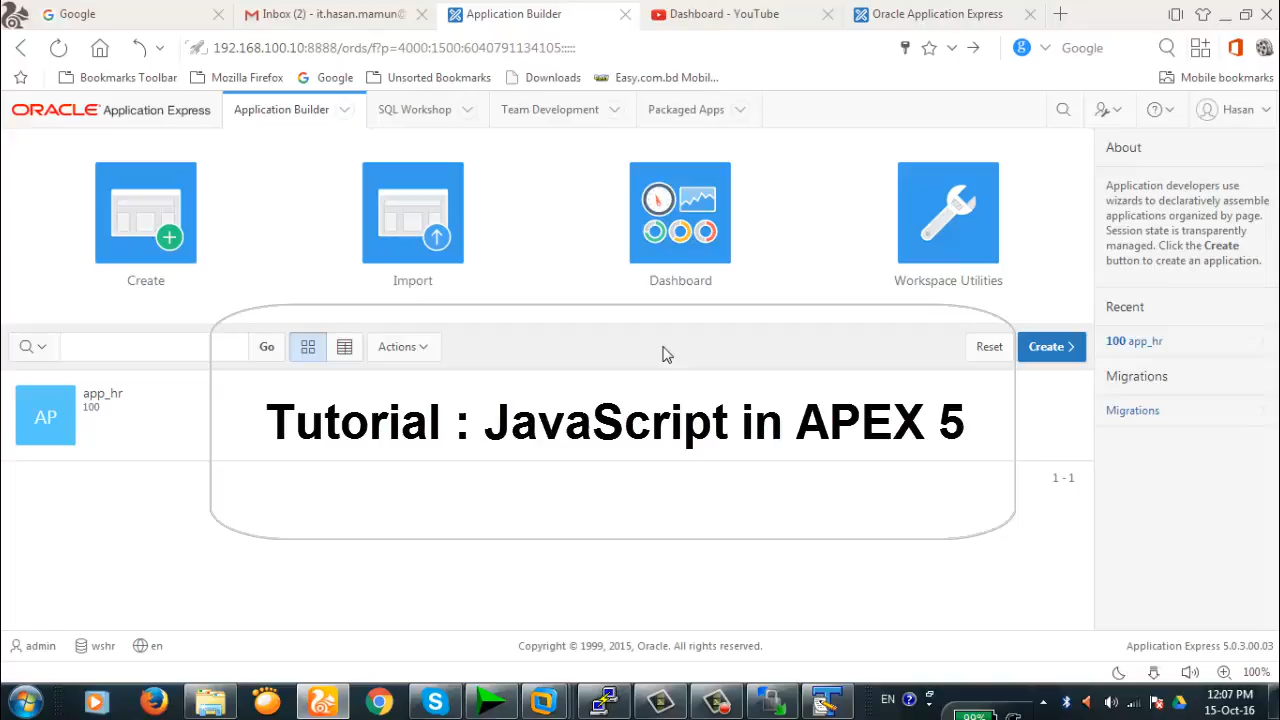 Google
Inbox (2) - it.hasan.mamun@
Application Builder
Dashboard - YouTube
Oracle Application Express
192.168.100.10:8888/ords/f?p=4000:1500:6040791134105:::::
g
Google
Bookmarks Toolbar
Mozilla Firefox
Google
Unsorted Bookmarks
Downloads
Easy.com.bd Mobil...
Mobile bookmarks
ORACLE Application Express
Application Builder
SQL Workshop
Team Development
Packaged Apps
Hasan
Create
Import
Dashboard
Workspace Utilities
About
Application developers use
wizards to declaratively assemble
applications organized by page.
Session state is transparently
managed. Click the Create
button to create an application.
Recent
100 app_hr
Migrations
Migrations
Go
Actions
Reset
Create
AP
app_hr
100
Tutorial : JavaScript in APEX 5
1 - 1
admin
wshr
en
Copyright © 1999, 2015, Oracle. All rights reserved.
Application Express 5.0.3.00.03
100%
EN
99%
12:07 PM
15-Oct-16